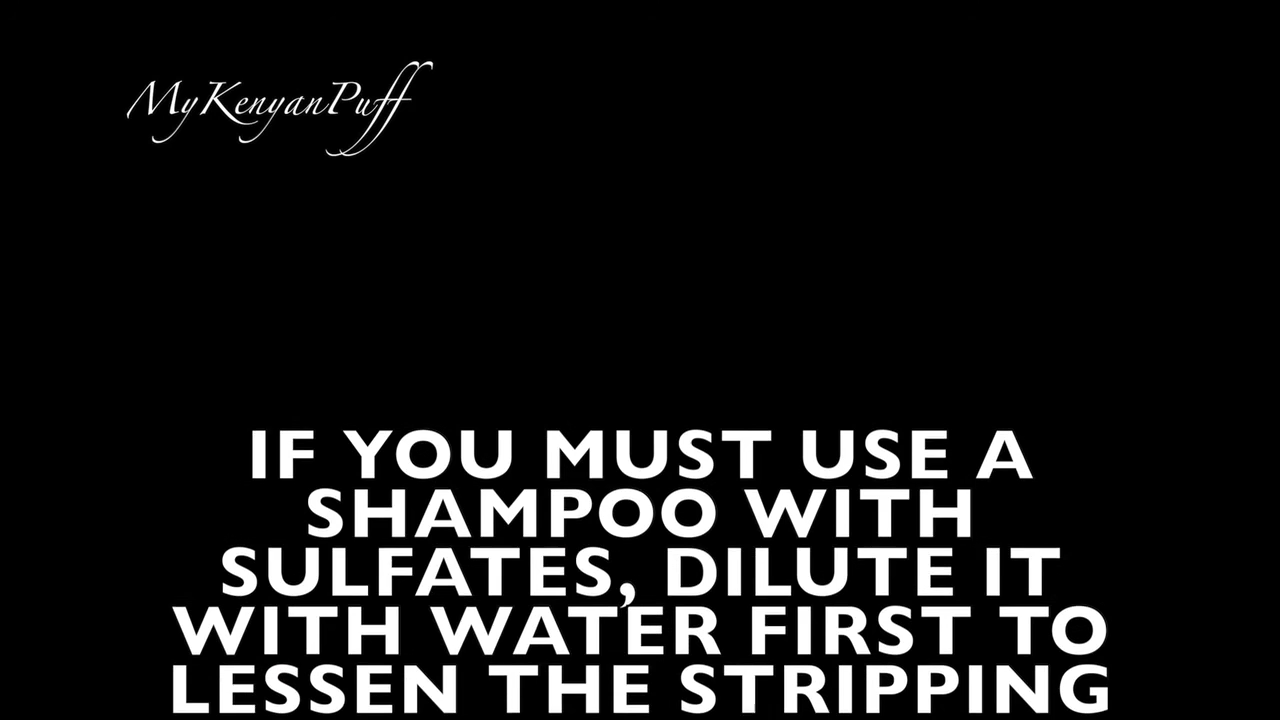 MyKenyanPuff
IF YOU MUST USE A
SHAMPOO WITH
SULFATES, DILUTE IT
WITH WATER FIRST TO
LESSEN THE STRIPPING